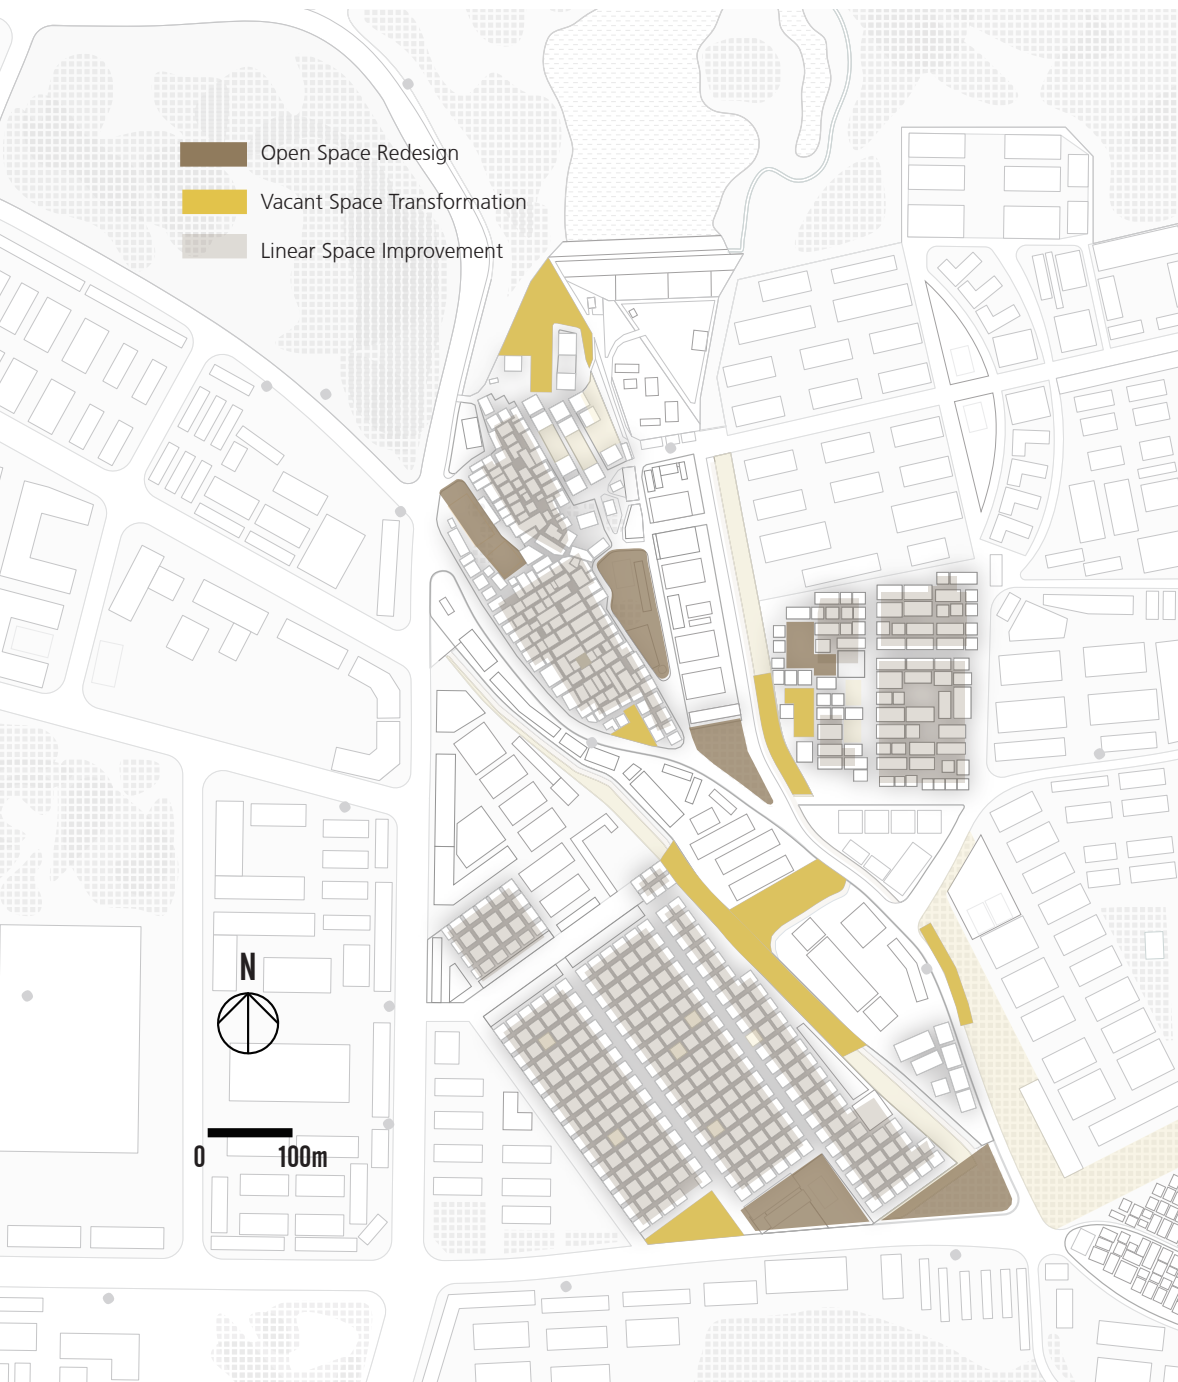 Open Space Redesign
Vacant Space Transformation
Linear Space Improvement
N
0 100m